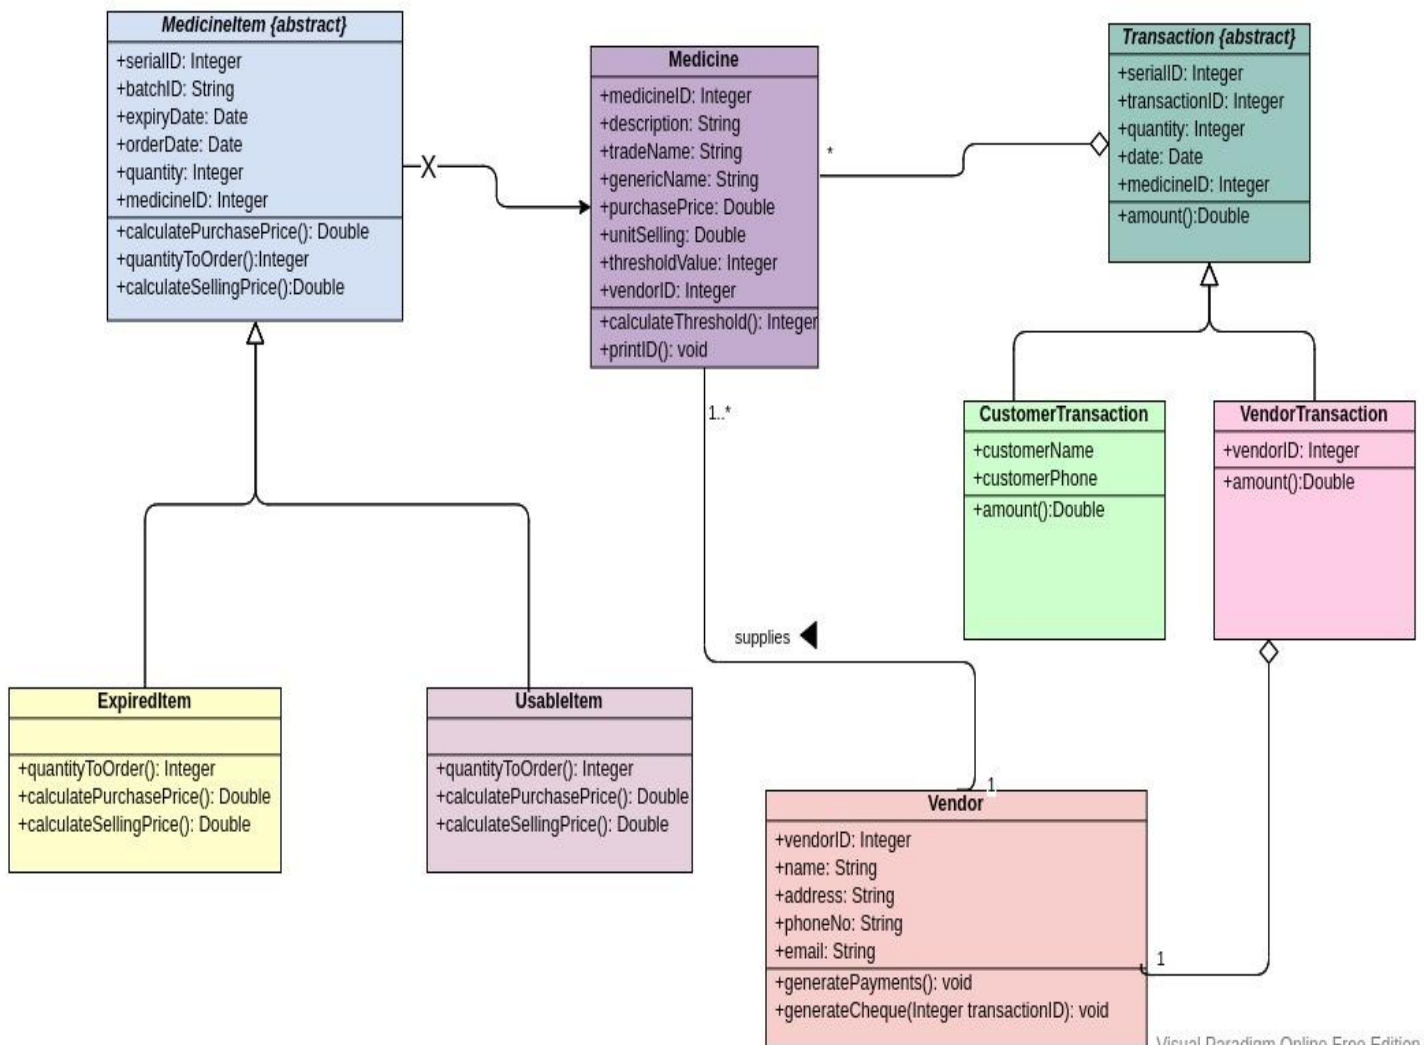 MedicineItem {abstract}
+serialID: Integer
+batchID: String
+expiryDate: Date
+orderDate: Date
+quantity: Integer
+medicineID: Integer
+calculatePurchasePrice(): Double
+quantityToOrder():Integer
+calculateSellingPrice():Double
X
Medicine
+medicineID: Integer
+description: String
+tradeName: String
+genericName: String
+purchasePrice: Double
+unitSelling: Double
+thresholdValue: Integer
+vendorID: Integer
+calculateThreshold(): Integer
+printID(): void
*
Transaction {abstract}
+serialID: Integer
+transactionID: Integer
+quantity: Integer
+date: Date
+medicineID: Integer
+amount():Double
1..*
CustomerTransaction
+customerName
+customerPhone
+amount():Double
VendorTransaction
+vendorID: Integer
+amount():Double
supplies
ExpiredItem
+quantityToOrder(): Integer
+calculatePurchasePrice(): Double
+calculateSellingPrice(): Double
UsableItem
+quantityToOrder(): Integer
+calculatePurchasePrice(): Double
+calculateSellingPrice(): Double
1
Vendor
+vendorID: Integer
+name: String
+address: String
+phoneNo: String
+email: String
+generatePayments(): void
+generateCheque(Integer transactionID): void
1
Visual Paradigm Online Free Edition